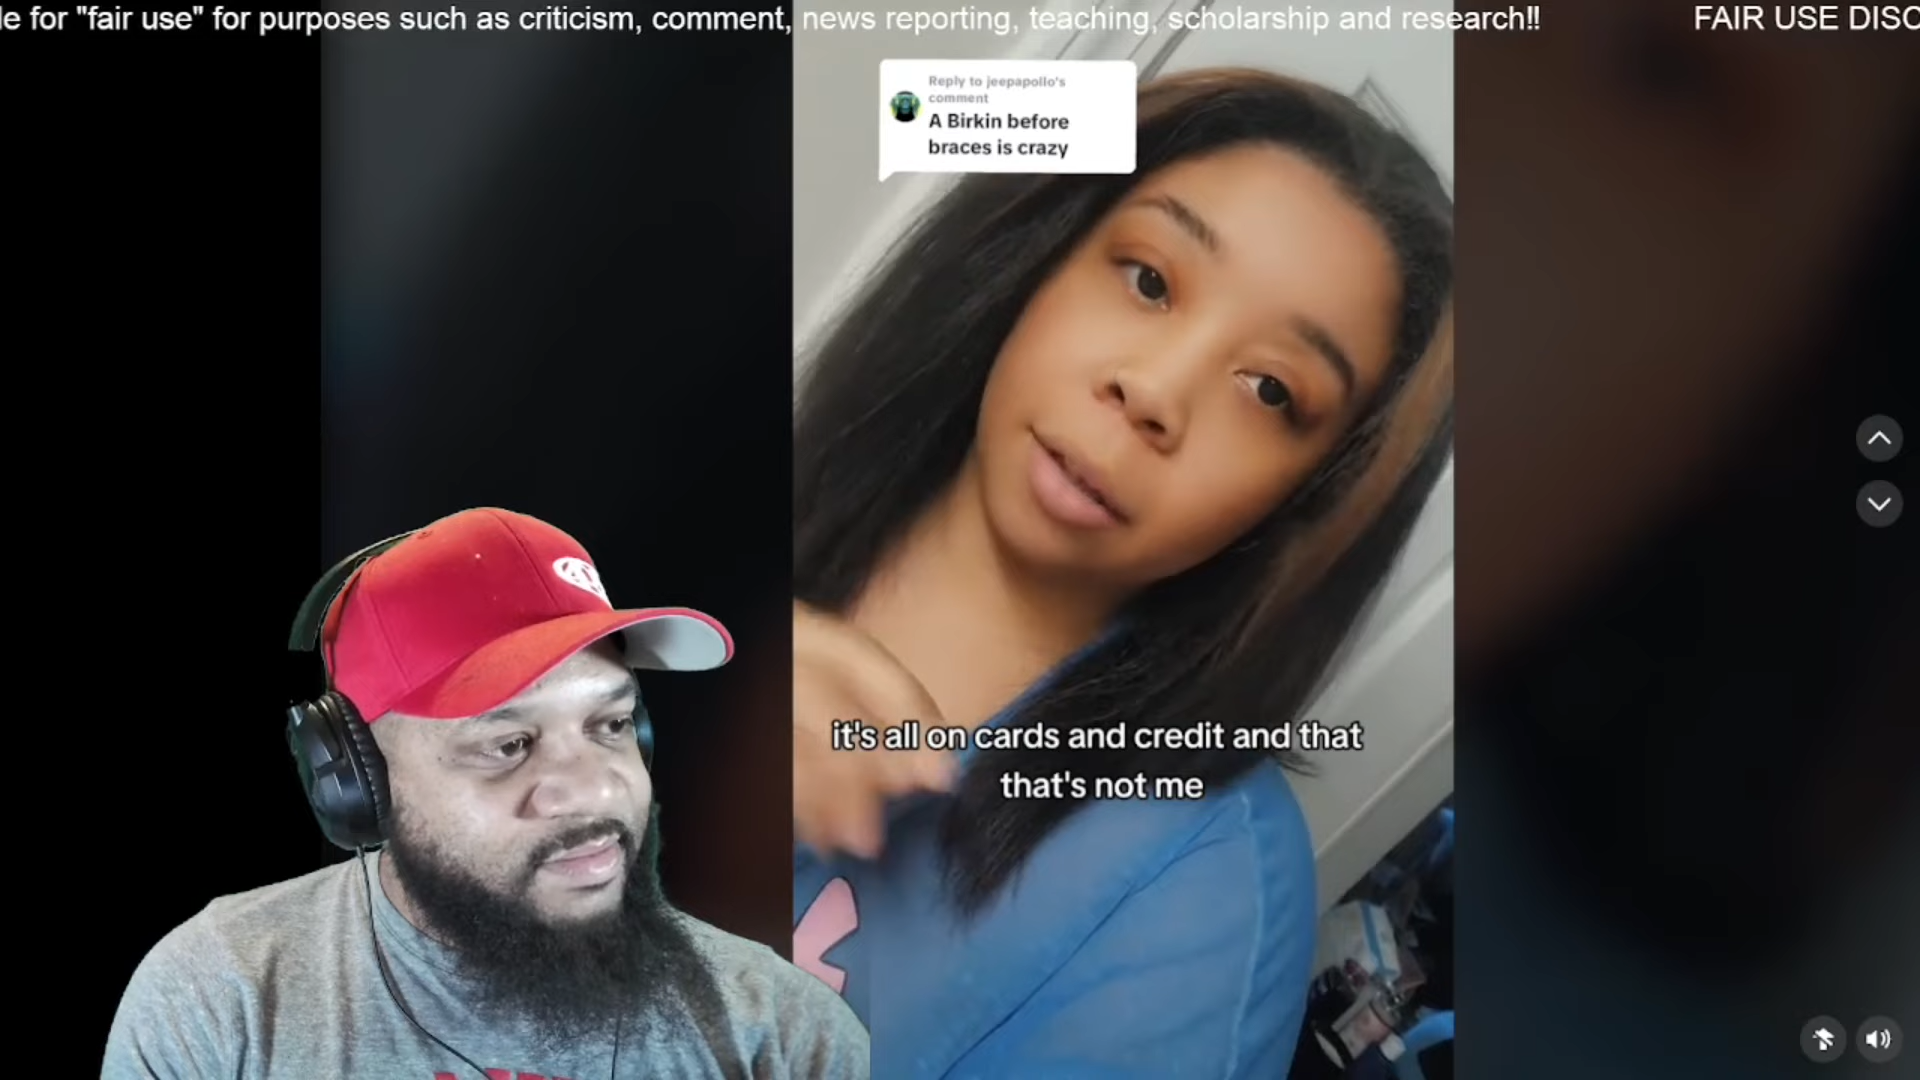 le for "fair use" for purposes such as criticism, comment, news reporting, teaching, scholarship and research!! FAIR USE DISC
Reply to jeepapollo's
comment
A Birkin before
braces is crazy
it's all on cards and credit and that
that's not me